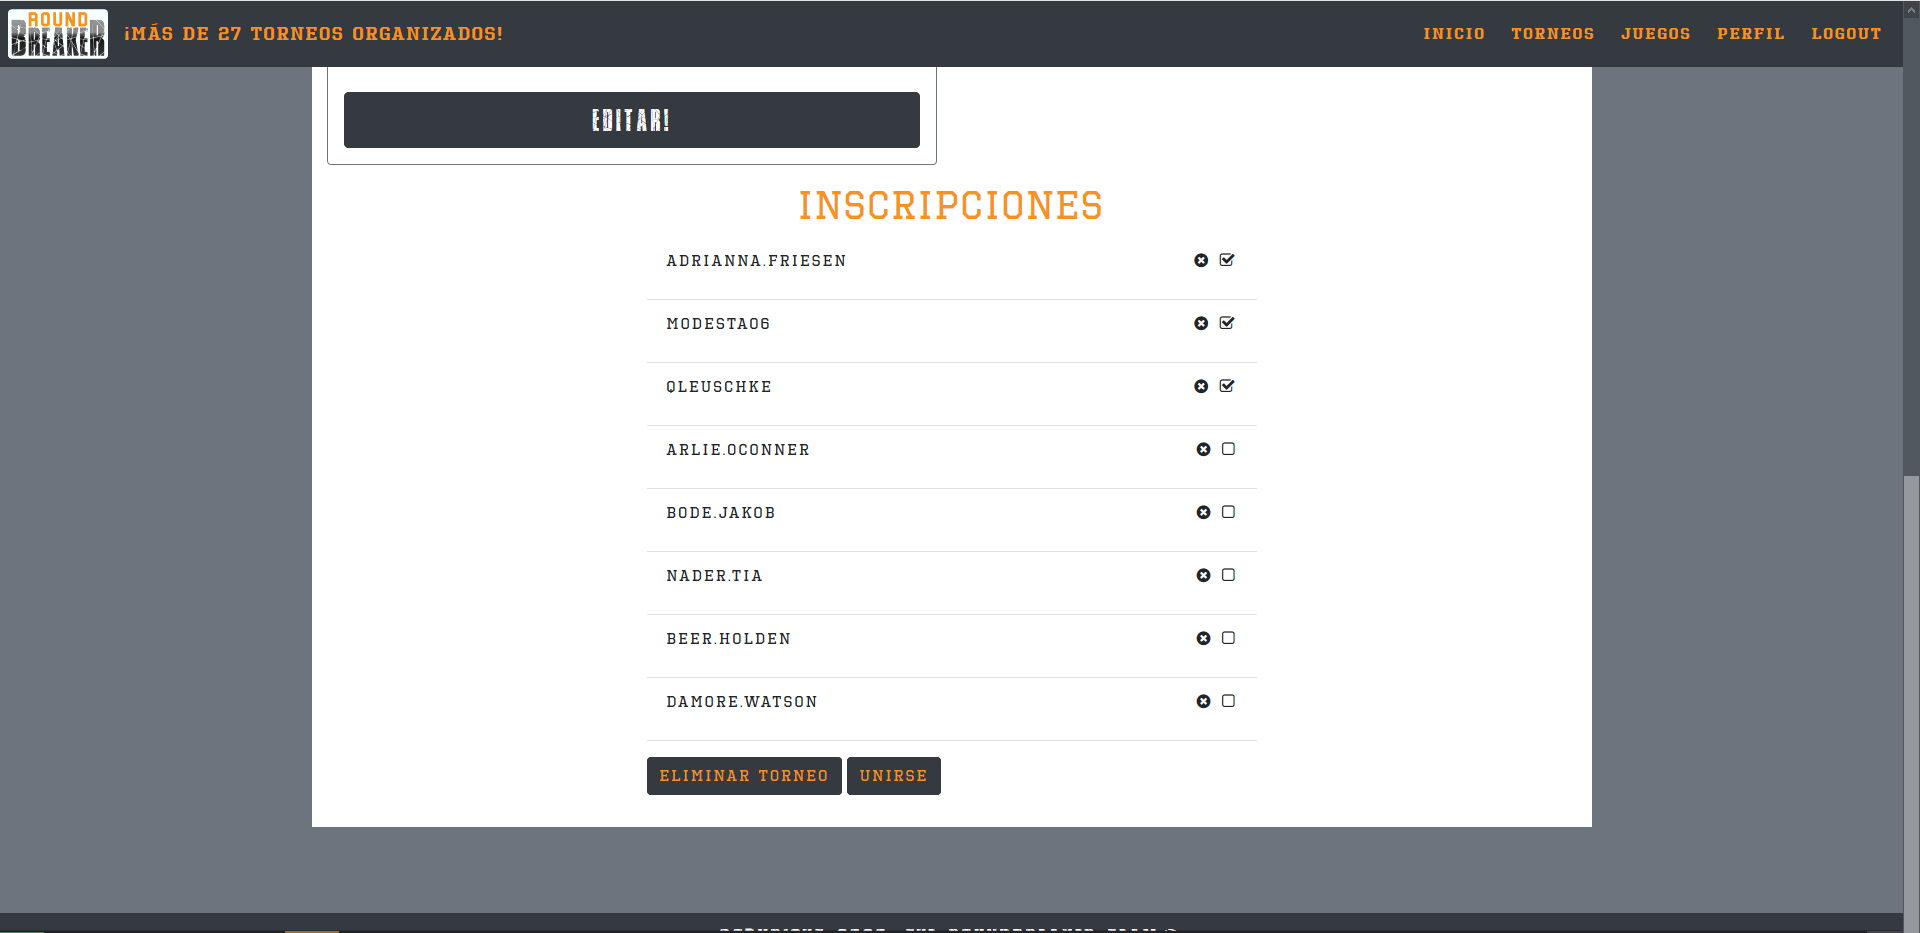 ROUND
BREAKER
¡MÁS DE 27 TORNEOS ORGANIZADOS!
INICIO TORNEOS JUEGOS PERFIL LOGOUT
EDITAR!
INSCRIPCIONES
ADRIANNA.FRIESEN
MODESTA06
QLEUSCHKE
ARLIE.OCONNER
BODE.JAKOB
NADER.TIA
BEER.HOLDEN
DAMORE.WATSON
ELIMINAR TORNEO UNIRSE